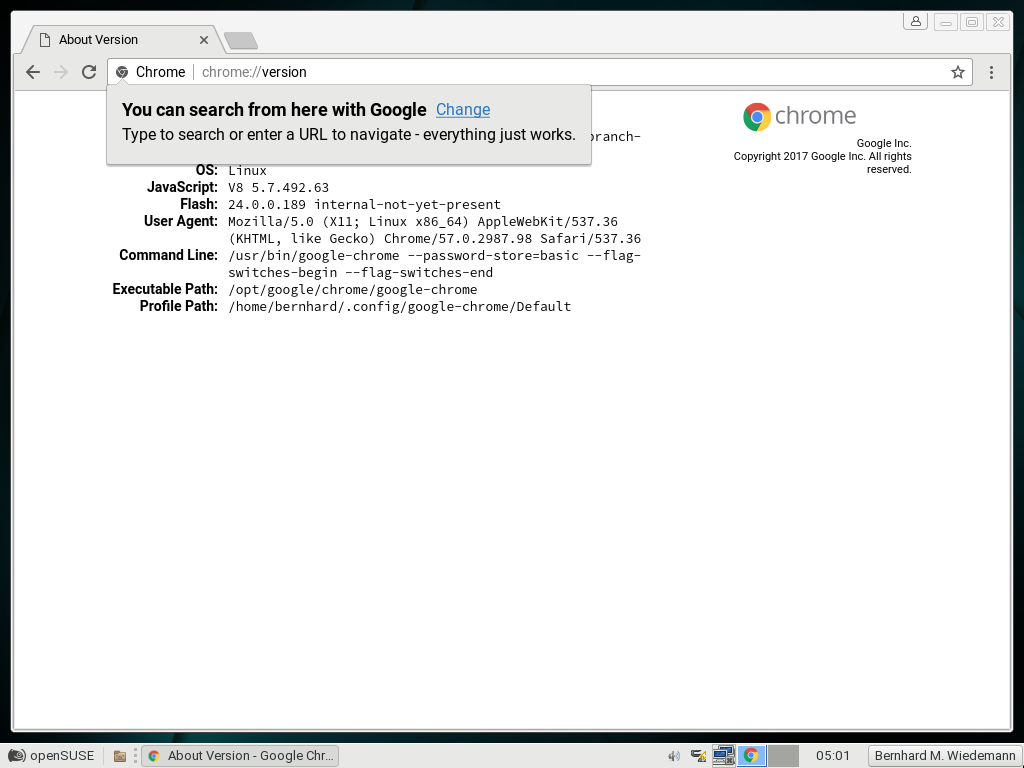 About Version
Chrome chrome://version
You can search from here with Google Change
Type to search or enter a URL to navigate - everything just works.
branch-
chrome
Google Inc.
Copyright 2017 Google Inc. All rights
reserved.
OS: Linux
JavaScript: V8 5.7.492.63
Flash: 24.0.0.189 internal-not-yet-present
User Agent: Mozilla/5.0 (X11; Linux x86_64) AppleWebKit/537.36
(KHTML, like Gecko) Chrome/57.0.2987.98 Safari/537.36
Command Line: /usr/bin/google-chrome --password-store=basic --flag-
switches-begin --flag-switches-end
Executable Path: /opt/google/chrome/google-chrome
Profile Path: /home/bernhard/.config/google-chrome/Default
openSUSE About Version - Google Chr... 05:01 Bernhard M. Wiedemann